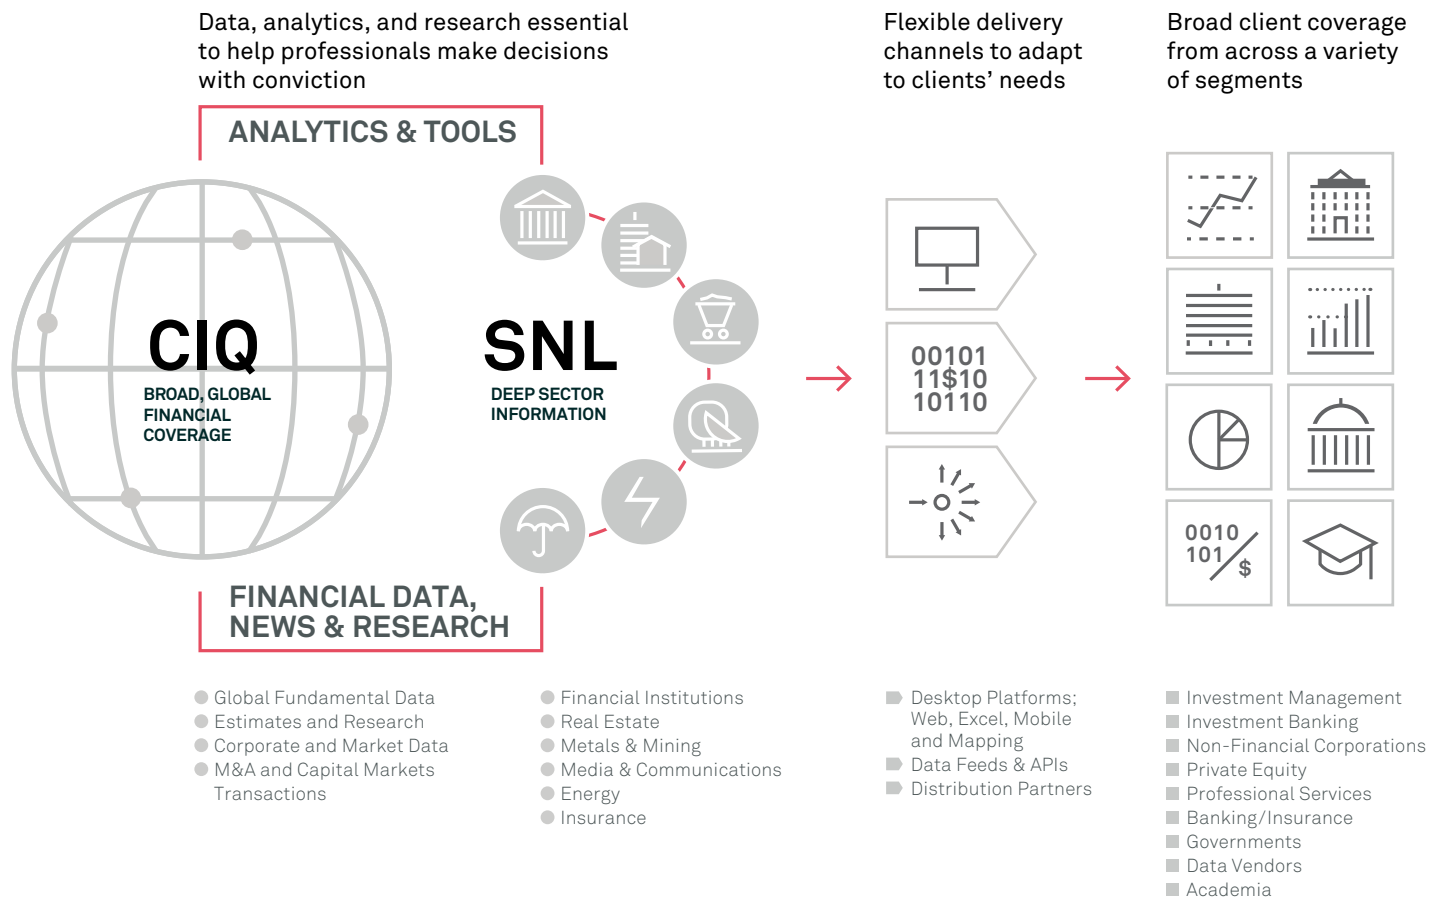 Data, analytics, and research essential
to help professionals make decisions
with conviction
Flexible delivery
channels to adapt
to clients’ needs
Broad client coverage
from across a variety
of segments
ANALYTICS & TOOLS
CIQ
BROAD, GLOBAL
FINANCIAL
COVERAGE
SNL
DEEP SECTOR
INFORMATION
00101
11$10
10110
0010
101
$
FINANCIAL DATA,
NEWS & RESEARCH
Global Fundamental Data
Estimates and Research
Corporate and Market Data
M&A and Capital Markets
Transactions
Financial Institutions
Real Estate
Metals & Mining
Media & Communications
Energy
Insurance
Desktop Platforms;
Web, Excel, Mobile
and Mapping
Data Feeds & APIs
Distribution Partners
Investment Management
Investment Banking
Non-Financial Corporations
Private Equity
Professional Services
Banking/Insurance
Governments
Data Vendors
Academia